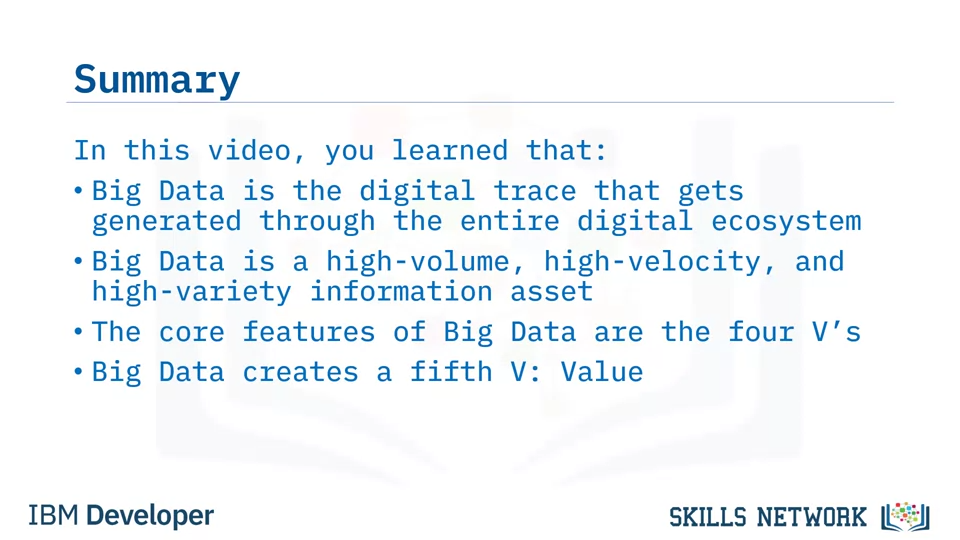 Summary
In this video, you learned that:
• Big Data is the digital trace that gets
generated through the entire digital ecosystem
• Big Data is a high-volume, high-velocity, and
high-variety information asset
• The core features of Big Data are the four V’s
• Big Data creates a fifth V: Value
IBM Developer
SKILLS NETWORK